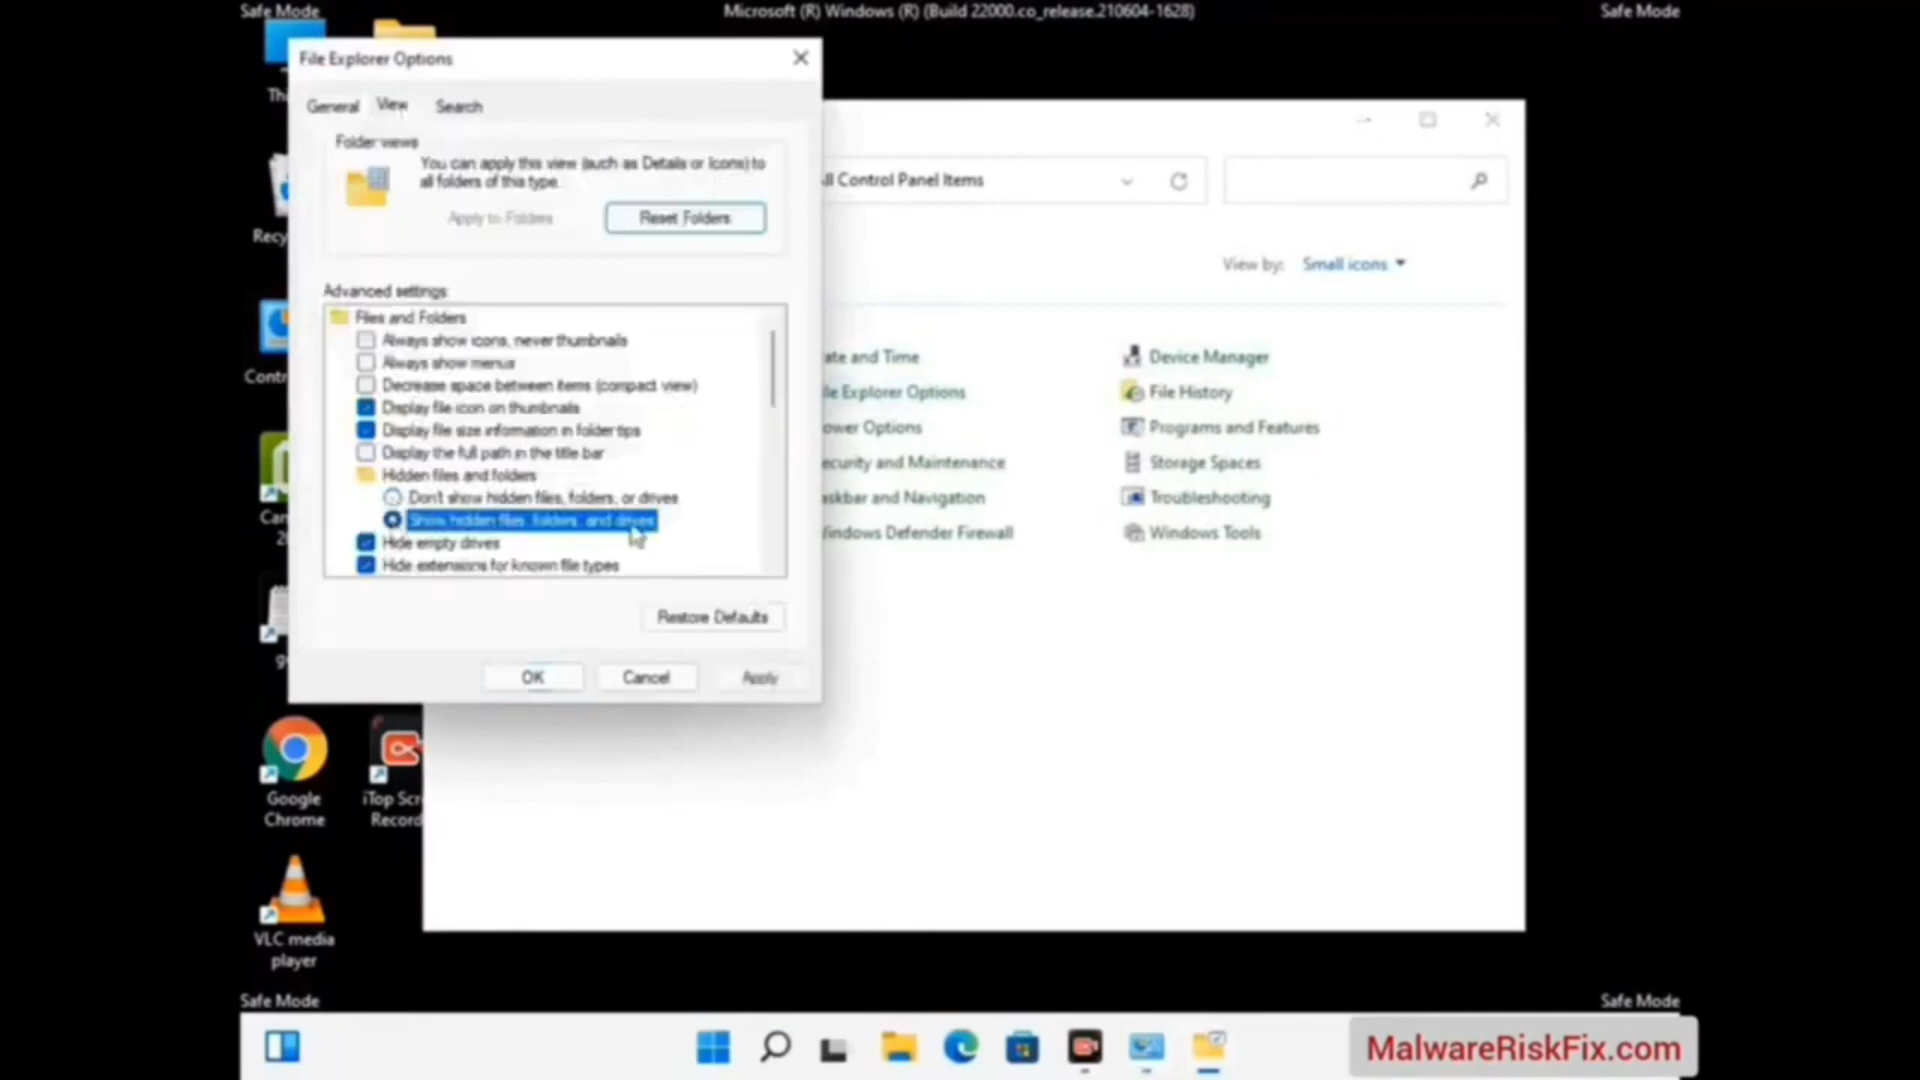 Safe Mode
Microsoft (R) Windows (R) (Build 22000.co_release.210604-1628)
Safe Mode
File Explorer Options
General
View
Search
Folder views
You can apply this view (such as Details or Icons) to
all folders of this type.
Apply to Folders
Reset Folders
Advanced settings:
Files and Folders
Always show icons, never thumbnails
Always show menus
Decrease space between items (compact view)
Display file icon on thumbnails
Display file size information in folder tips
Display the full path in the title bar
Hidden files and folders
Don't show hidden files, folders, or drives
Show hidden files, folders, and drives
Hide empty drives
Hide extensions for known file types
Restore Defaults
OK
Cancel
Apply
ll Control Panel Items
View by:
Small icons
ate and Time
Device Manager
le Explorer Options
File History
ower Options
Programs and Features
ecurity and Maintenance
Storage Spaces
skbar and Navigation
Troubleshooting
indows Defender Firewall
Windows Tools
Th
Recy
Contr
Google
Chrome
iTop Scr
Record
VLC media
player
Safe Mode
Safe Mode
MalwareRiskFix.com